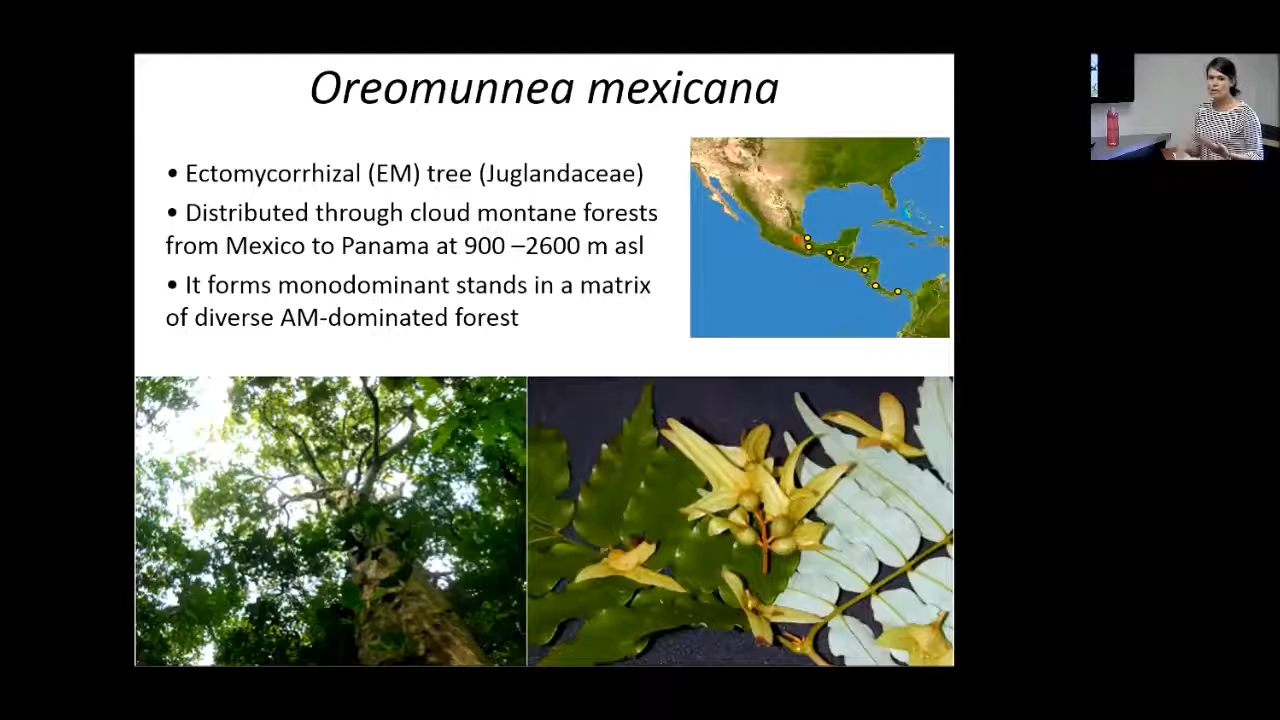 Oreomunnea mexicana
• Ectomycorrhizal (EM) tree (Juglandaceae)
• Distributed through cloud montane forests
from Mexico to Panama at 900 –2600 m asl
• It forms monodominant stands in a matrix
of diverse AM-dominated forest